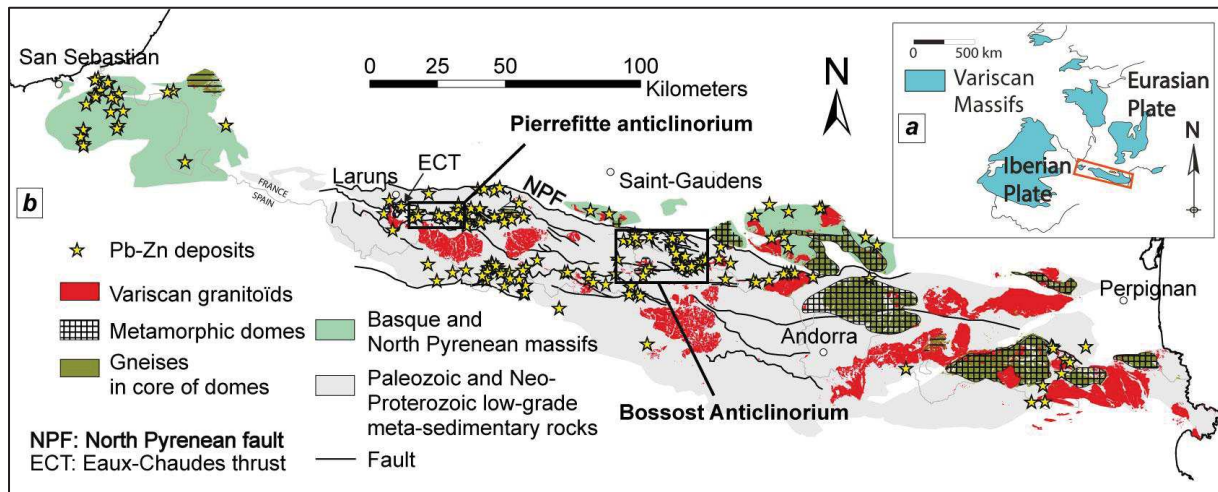 San Sebastian
0 25 50 100
Kilometers
N
Pierrefitte anticlinorium
ECT
Laruns
NPF
Saint-Gaudens
FRANCE
SPAIN
b
0 500 km
Variscan
Massifs
Eurasian
Plate
a
N
Iberian
Plate
Pb-Zn deposits
Variscan granitoïds
Metamorphic domes
Gneises
in core of domes
NPF: North Pyrenean fault
ECT: Eaux-Chaudes thrust
Basque and
North Pyrenean massifs
Paleozoic and Neo-
Proterozoic low-grade
meta-sedimentary rocks
Fault
Andorra
Perpignan
Bossost Anticlinorium